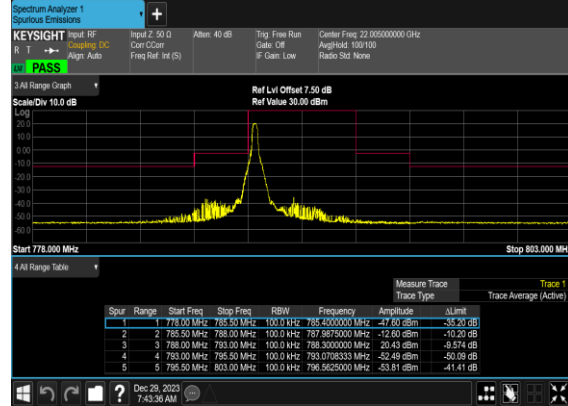 Spectrum Analyzer 1
Spurious Emissions
+
KEYSIGHT Input: RF Input Z: 50 Ω Atten: 40 dB Trig: Free Run Center Freq: 22.005000000 GHz
R T Coupling: DC Corr CCorr Gate: Off Avg|Hold: 100/100
Align: Auto Freq Ref: Int (S) IF Gain: Low Radio Std: None
PASS
3 All Range Graph
Ref Lvl Offset 7.50 dB
Scale/Div 10.0 dB Ref Value 30.00 dBm
Log
20.0
10.0
0.00
-10.0
-20.0
-30.0
-40.0
-50.0
-60.0
Start 778.000 MHz Stop 803.000 MH
4 All Range Table
Measure Trace Trace 1
Trace Type Trace Average (Active)
Spur Range Start Freq Stop Freq RBW Frequency Amplitude ΔLimit
1 1 778.00 MHz 785.50 MHz 100.0 kHz 785.4000000 MHz -47.60 dBm -35.20 dB
2 2 785.50 MHz 788.00 MHz 100.0 kHz 787.9875000 MHz -12.60 dBm -10.20 dB
3 3 788.00 MHz 793.00 MHz 100.0 kHz 788.3000000 MHz 20.43 dBm -9.574 dB
4 4 793.00 MHz 795.50 MHz 100.0 kHz 793.0708333 MHz -52.49 dBm -50.09 dB
5 5 795.50 MHz 803.00 MHz 100.0 kHz 796.5625000 MHz -53.81 dBm -41.41 dB
? Dec 29, 2023
7:43:36 AM